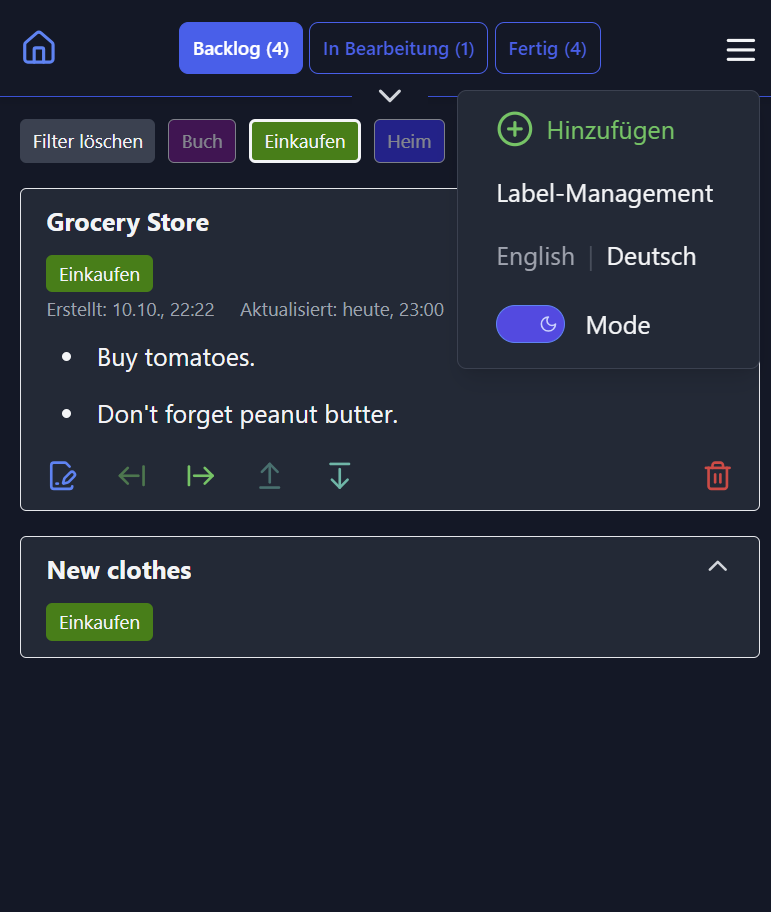 Backlog (4) In Bearbeitung (1) Fertig (4)
Filter löschen Buch Einkaufen Heim
Hinzufügen
Label-Management
English | Deutsch
Mode
Grocery Store
Einkaufen
Erstellt: 10.10., 22:22 Aktualisiert: heute, 23:00
• Buy tomatoes.
• Don't forget peanut butter.
New clothes
Einkaufen